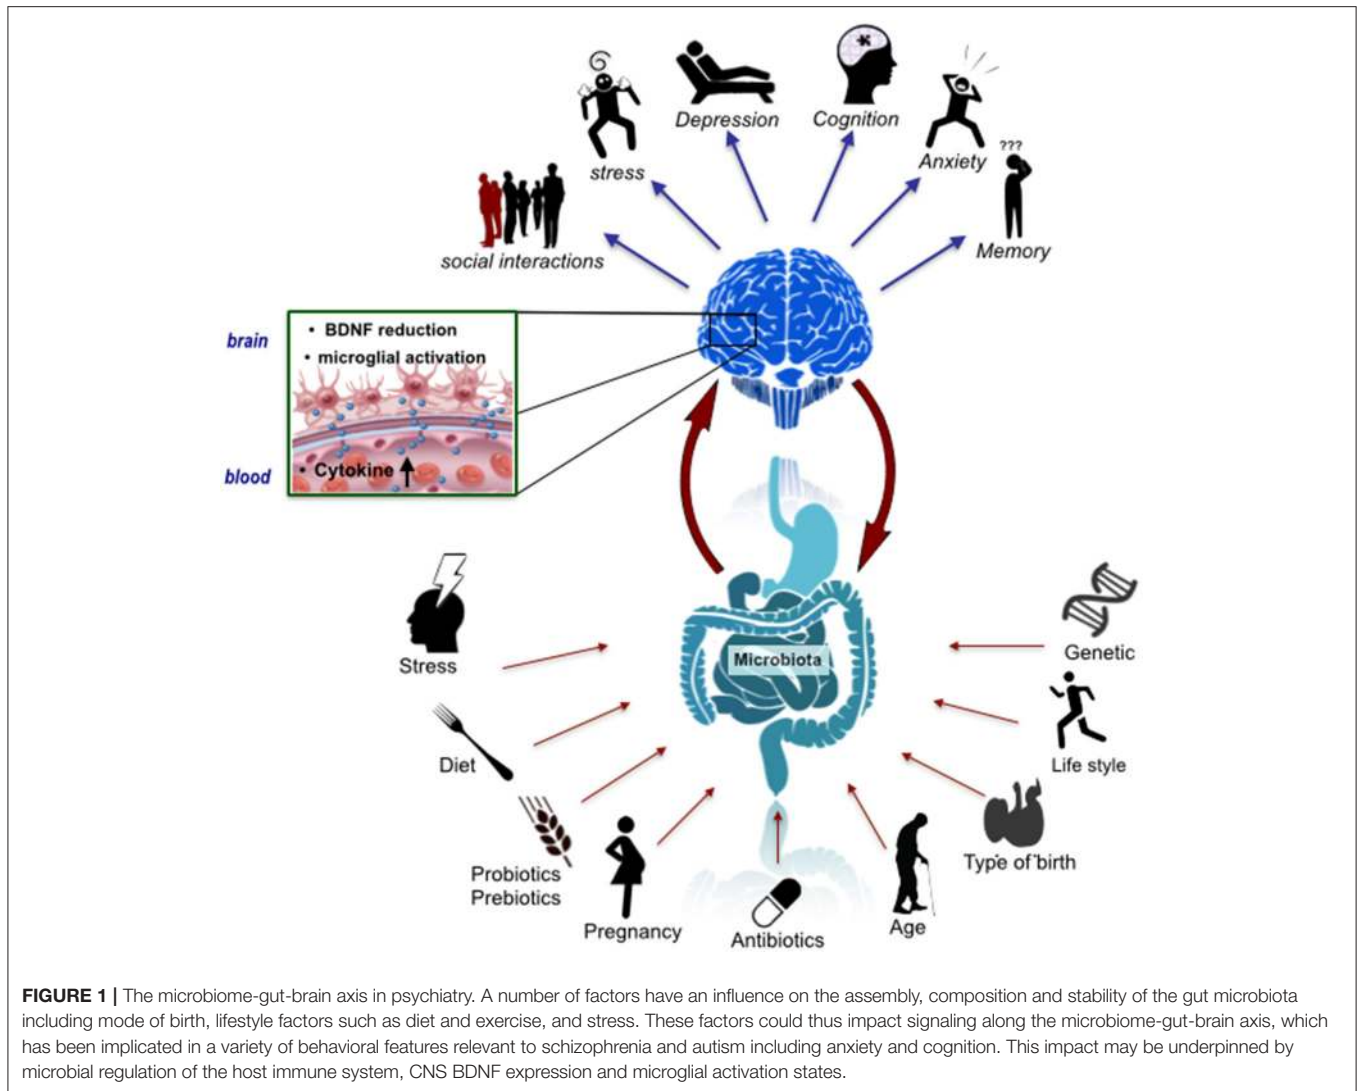 Depression
Cognition
stress
Anxiety
???
social interactions
Memory
brain
• BDNF reduction
• microglial activation
blood
• Cytokine
Stress
Microbiota
Genetic
Diet
Life style
Probiotics
Prebiotics
Type of birth
Pregnancy
Antibiotics
Age
FIGURE 1 | The microbiome-gut-brain axis in psychiatry. A number of factors have an influence on the assembly, composition and stability of the gut microbiota
including mode of birth, lifestyle factors such as diet and exercise, and stress. These factors could thus impact signaling along the microbiome-gut-brain axis, which
has been implicated in a variety of behavioral features relevant to schizophrenia and autism including anxiety and cognition. This impact may be underpinned by
microbial regulation of the host immune system, CNS BDNF expression and microglial activation states.